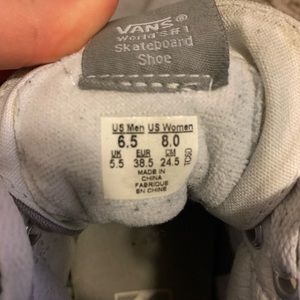 VANS®
World's #1
Skateboard
Shoe
US Men US Women
6.5 8.0
UK EUR CM
5.5 38.5 24.5
MADE IN
CHINA
FABRIQUE
EN CHINE